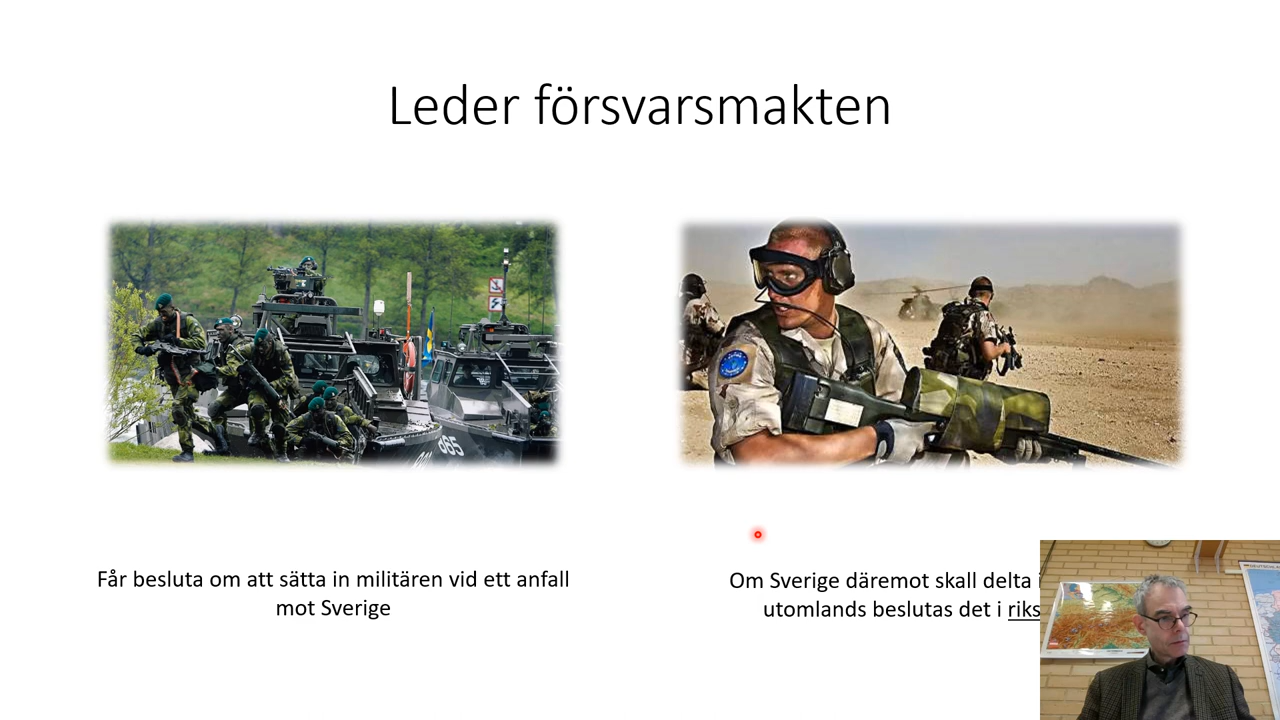 Leder försvarsmakten
Får besluta om att sätta in militären vid ett anfall
mot Sverige
Om Sverige däremot skall delta
utomlands beslutas det i